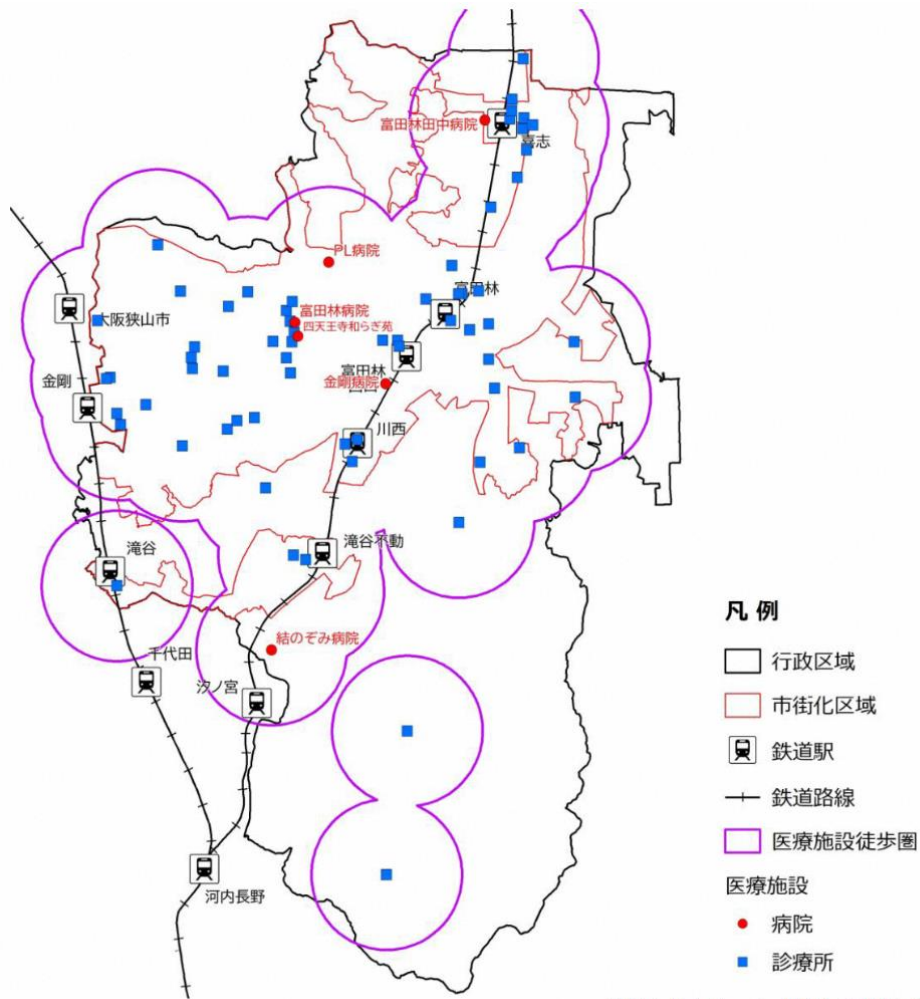 富田林田中病院
喜志
PL病院
富田林
大阪狭山市
富田林病院
四天王寺和らぎ苑
富田林
金剛
金剛病院
川西
滝谷不動
滝谷
結のぞみ病院
千代田
汐ノ宮
河内長野
凡 例
行政区域
市街化区域
鉄道駅
鉄道路線
医療施設徒歩圏
医療施設
病院
診療所